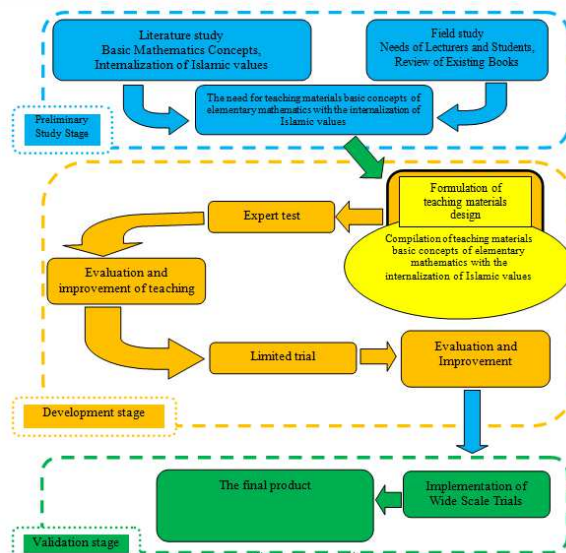 Literature study
Basic Mathematics Concepts,
Internalization of Islamic values
Field study
Needs of Lecturers and Students,
Review of Existing Books
The need for teaching materials basic concepts of
elementary mathematics with the internalization of
Islamic values
Preliminary
Study Stage
Formulation of
teaching materials
design
Compilation of teaching materials
basic concepts of elementary
mathematics with the
internalization of Islamic values
Expert test
Evaluation and
improvement of teaching
Limited trial
Evaluation and
Improvement
Development stage
The final product
Implementation of
Wide Scale Trials
Validation stage